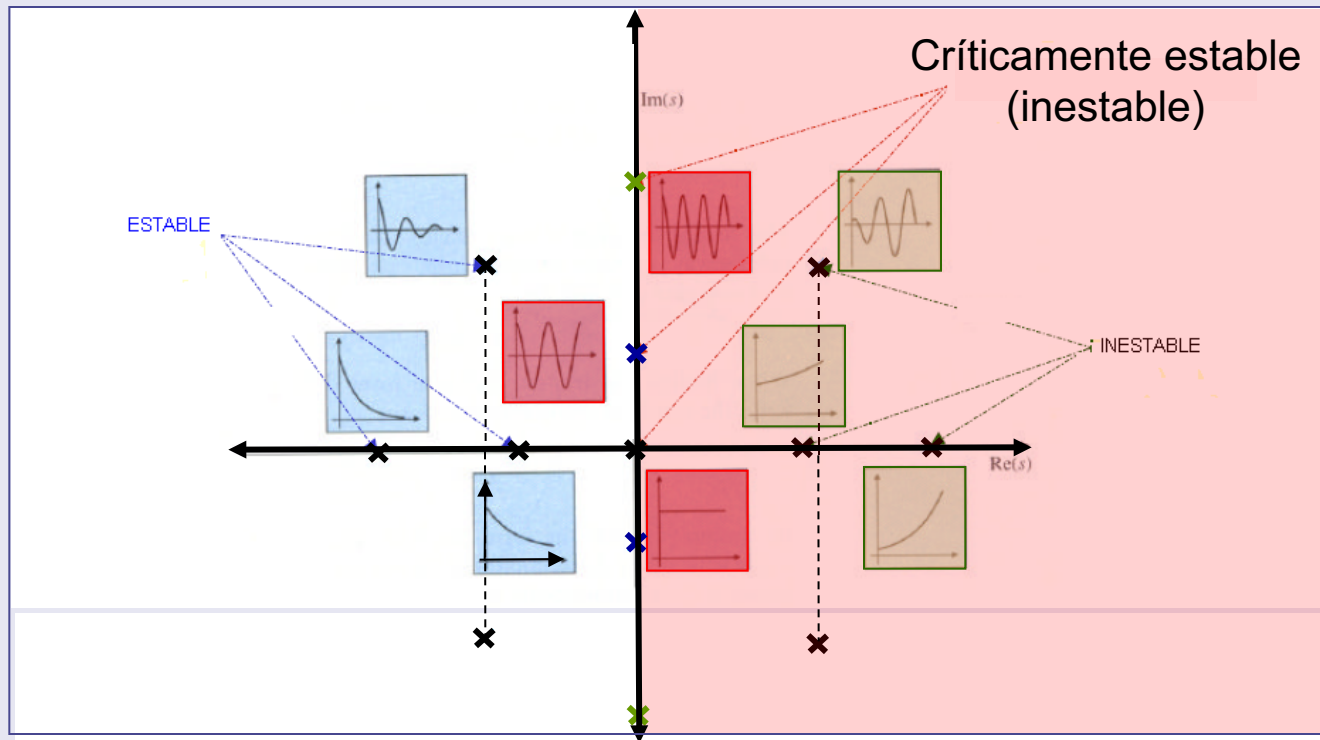 Críticamente estable
(inestable)
Im(s)
ESTABLE
INESTABLE
Re(s)